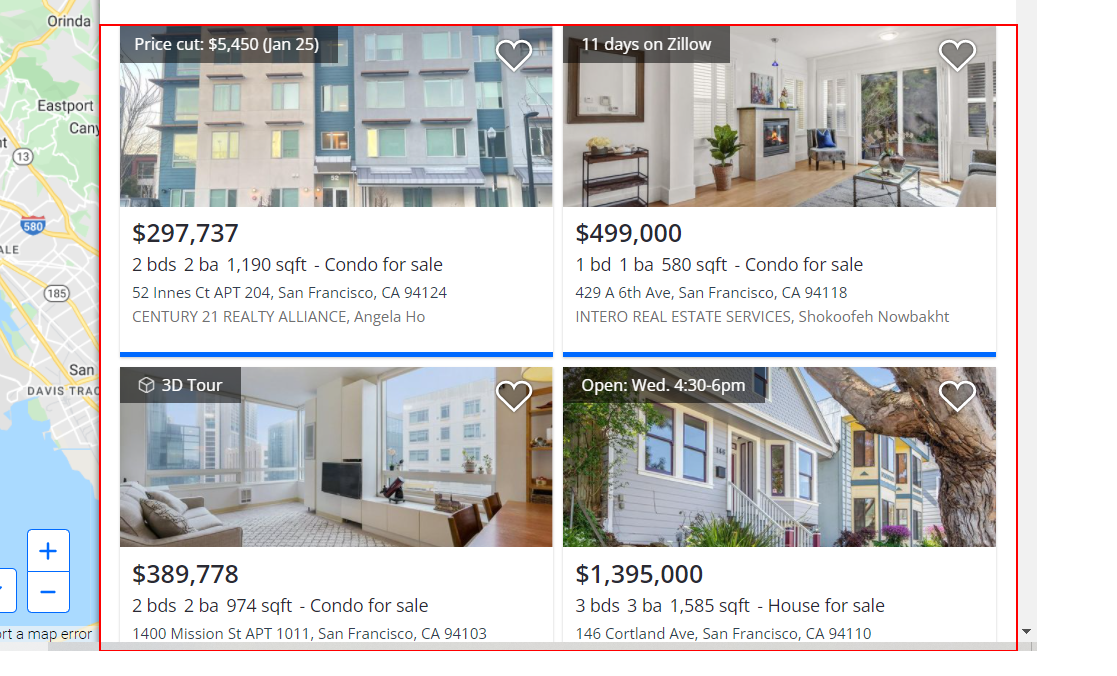 Orinda
Eastport
Cany
13
580
ALE
185
San
DAVIS TRAC
+
−
ort a map error
Price cut: $5,450 (Jan 25)
52
$297,737
2 bds 2 ba 1,190 sqft - Condo for sale
52 Innes Ct APT 204, San Francisco, CA 94124
CENTURY 21 REALTY ALLIANCE, Angela Ho
11 days on Zillow
$499,000
1 bd 1 ba 580 sqft - Condo for sale
429 A 6th Ave, San Francisco, CA 94118
INTERO REAL ESTATE SERVICES, Shokoofeh Nowbakht
3D Tour
$389,778
2 bds 2 ba 974 sqft - Condo for sale
1400 Mission St APT 1011, San Francisco, CA 94103
Open: Wed. 4:30-6pm
146
$1,395,000
3 bds 3 ba 1,585 sqft - House for sale
146 Cortland Ave, San Francisco, CA 94110